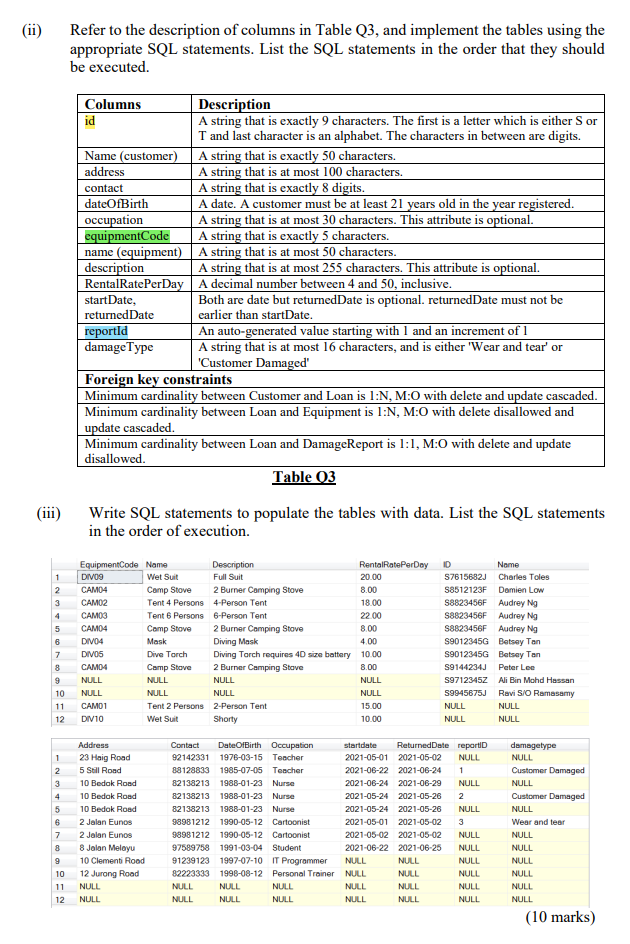 (ii) Refer to the description of columns in Table Q3, and implement the tables using the
appropriate SQL statements. List the SQL statements in the order that they should
be executed.
Columns Description
id A string that is exactly 9 characters. The first is a letter which is either S or
T and last character is an alphabet. The characters in between are digits.
Name (customer) A string that is exactly 50 characters.
address A string that is at most 100 characters.
contact A string that is exactly 8 digits.
dateOfBirth A date. A customer must be at least 21 years old in the year registered.
occupation A string that is at most 30 characters. This attribute is optional.
equipmentCode A string that is exactly 5 characters.
name (equipment) A string that is at most 50 characters.
description A string that is at most 255 characters. This attribute is optional.
RentalRatePerDay A decimal number between 4 and 50, inclusive.
startDate, Both are date but returnedDate is optional. returnedDate must not be
returnedDate earlier than startDate.
reportId An auto-generated value starting with 1 and an increment of 1
damageType A string that is at most 16 characters, and is either 'Wear and tear' or
'Customer Damaged'
Foreign key constraints
Minimum cardinality between Customer and Loan is 1:N, M:O with delete and update cascaded.
Minimum cardinality between Loan and Equipment is 1:N, M:O with delete disallowed and
update cascaded.
Minimum cardinality between Loan and DamageReport is 1:1, M:O with delete and update
disallowed.
Table Q3
(iii) Write SQL statements to populate the tables with data. List the SQL statements
in the order of execution.
EquipmentCode Name Description RentalRatePerDay ID Name
1 DIV09 Wet Suit Full Suit 20.00 S7615682J Charles Toles
2 CAM04 Camp Stove 2 Burner Camping Stove 8.00 S8512123F Damien Low
3 CAM02 Tent 4 Persons 4-Person Tent 18.00 S8823456F Audrey Ng
4 CAM03 Tent 6 Persons 6-Person Tent 22.00 S8823456F Audrey Ng
5 CAM04 Camp Stove 2 Burner Camping Stove 8.00 S8823456F Audrey Ng
6 DIV04 Mask Diving Mask 4.00 S9012345G Betsey Tan
7 DIV05 Dive Torch Diving Torch requires 4D size battery 10.00 S9012345G Betsey Tan
8 CAM04 Camp Stove 2 Burner Camping Stove 8.00 S9144234J Peter Lee
9 NULL NULL NULL NULL S9712345Z Ali Bin Mohd Hassan
10 NULL NULL NULL NULL S9945675J Ravi S/O Ramasamy
11 CAM01 Tent 2 Persons 2-Person Tent 15.00 NULL NULL
12 DIV10 Wet Suit Shorty 10.00 NULL NULL
Address Contact DateOfBirth Occupation startdate ReturnedDate reportID damagetype
1 23 Haig Road 92142331 1976-03-15 Teacher 2021-05-01 2021-05-02 NULL NULL
2 5 Still Road 88128833 1985-07-05 Teacher 2021-06-22 2021-06-24 1 Customer Damaged
3 10 Bedok Road 82138213 1988-01-23 Nurse 2021-06-24 2021-06-29 NULL NULL
4 10 Bedok Road 82138213 1988-01-23 Nurse 2021-05-24 2021-05-26 2 Customer Damaged
5 10 Bedok Road 82138213 1988-01-23 Nurse 2021-05-24 2021-05-26 NULL NULL
6 2 Jalan Eunos 98981212 1990-05-12 Cartoonist 2021-05-01 2021-05-02 3 Wear and tear
7 2 Jalan Eunos 98981212 1990-05-12 Cartoonist 2021-05-02 2021-05-02 NULL NULL
8 8 Jalan Melayu 97589758 1991-03-04 Student 2021-06-22 2021-06-25 NULL NULL
9 10 Clementi Road 91239123 1997-07-10 IT Programmer NULL NULL NULL NULL
10 12 Jurong Road 82223333 1998-08-12 Personal Trainer NULL NULL NULL NULL
11 NULL NULL NULL NULL NULL NULL NULL NULL
12 NULL NULL NULL NULL NULL NULL NULL NULL
(10 marks)